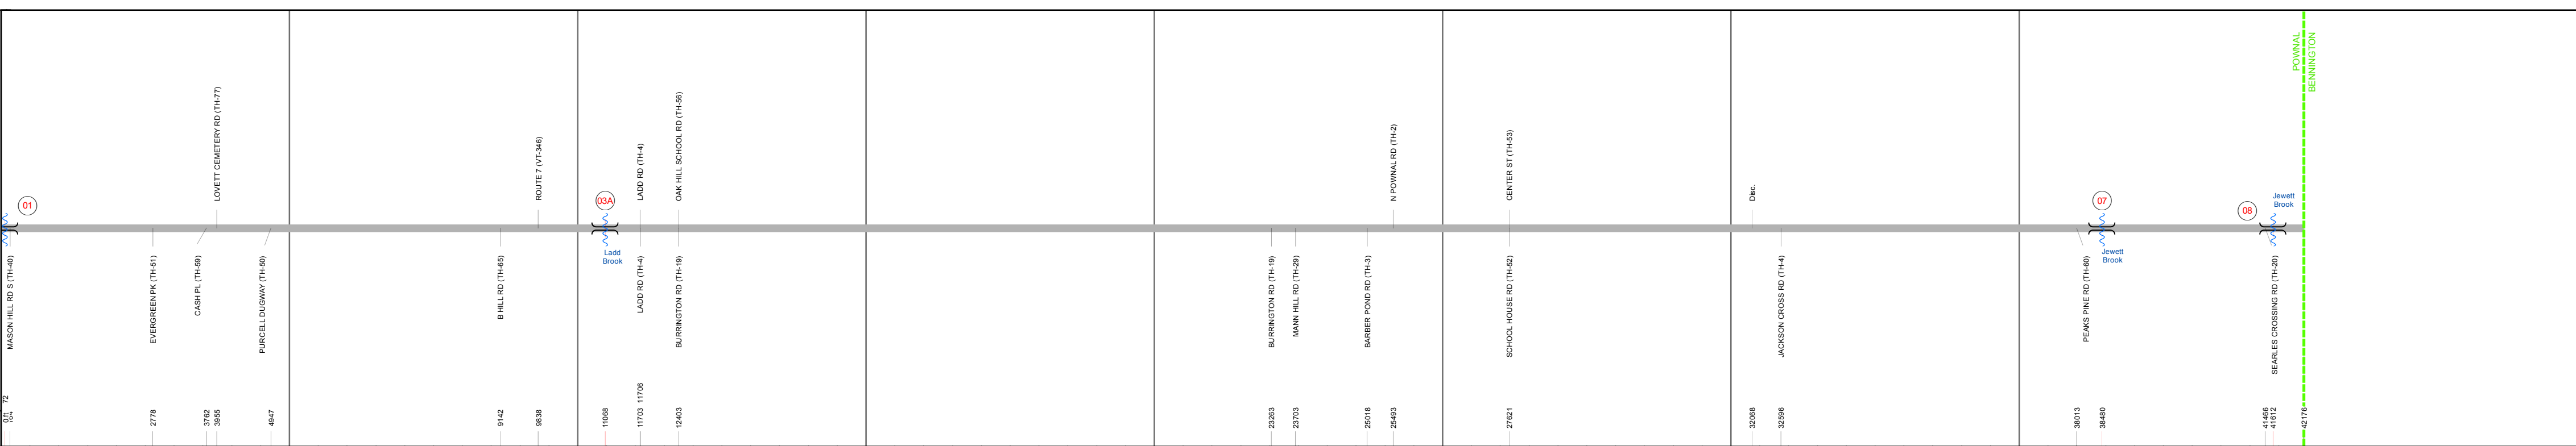 POWNAL
BENNINGTON
LOVETT CEMETERY RD (TH-77)
ROUTE 7 (VT-346)
LADD RD (TH-4)
OAK HILL SCHOOL RD (TH-56)
N POWNAL RD (TH-2)
CENTER ST (TH-53)
Disc.
01
03A
07
08
Jewett
Brook
Ladd
Brook
Jewett
Brook
MASON HILL RD S (TH-40)
EVERGREEN PK (TH-51)
CASH PL (TH-59)
PURCELL DUGWAY (TH-50)
B HILL RD (TH-65)
LADD RD (TH-4)
BURRINGTON RD (TH-19)
BURRINGTON RD (TH-19)
MANN HILL RD (TH-29)
BARBER POND RD (TH-3)
SCHOOL HOUSE RD (TH-52)
JACKSON CROSS RD (TH-4)
PEAKS PINE RD (TH-60)
SEARLES CROSSING RD (TH-20)
0 ft
72
2778
3762
3955
4947
9142
9838
11068
11703 11706
12403
23263
23703
25018
25493
27621
32068
32596
38013
38480
41466
41612
42176